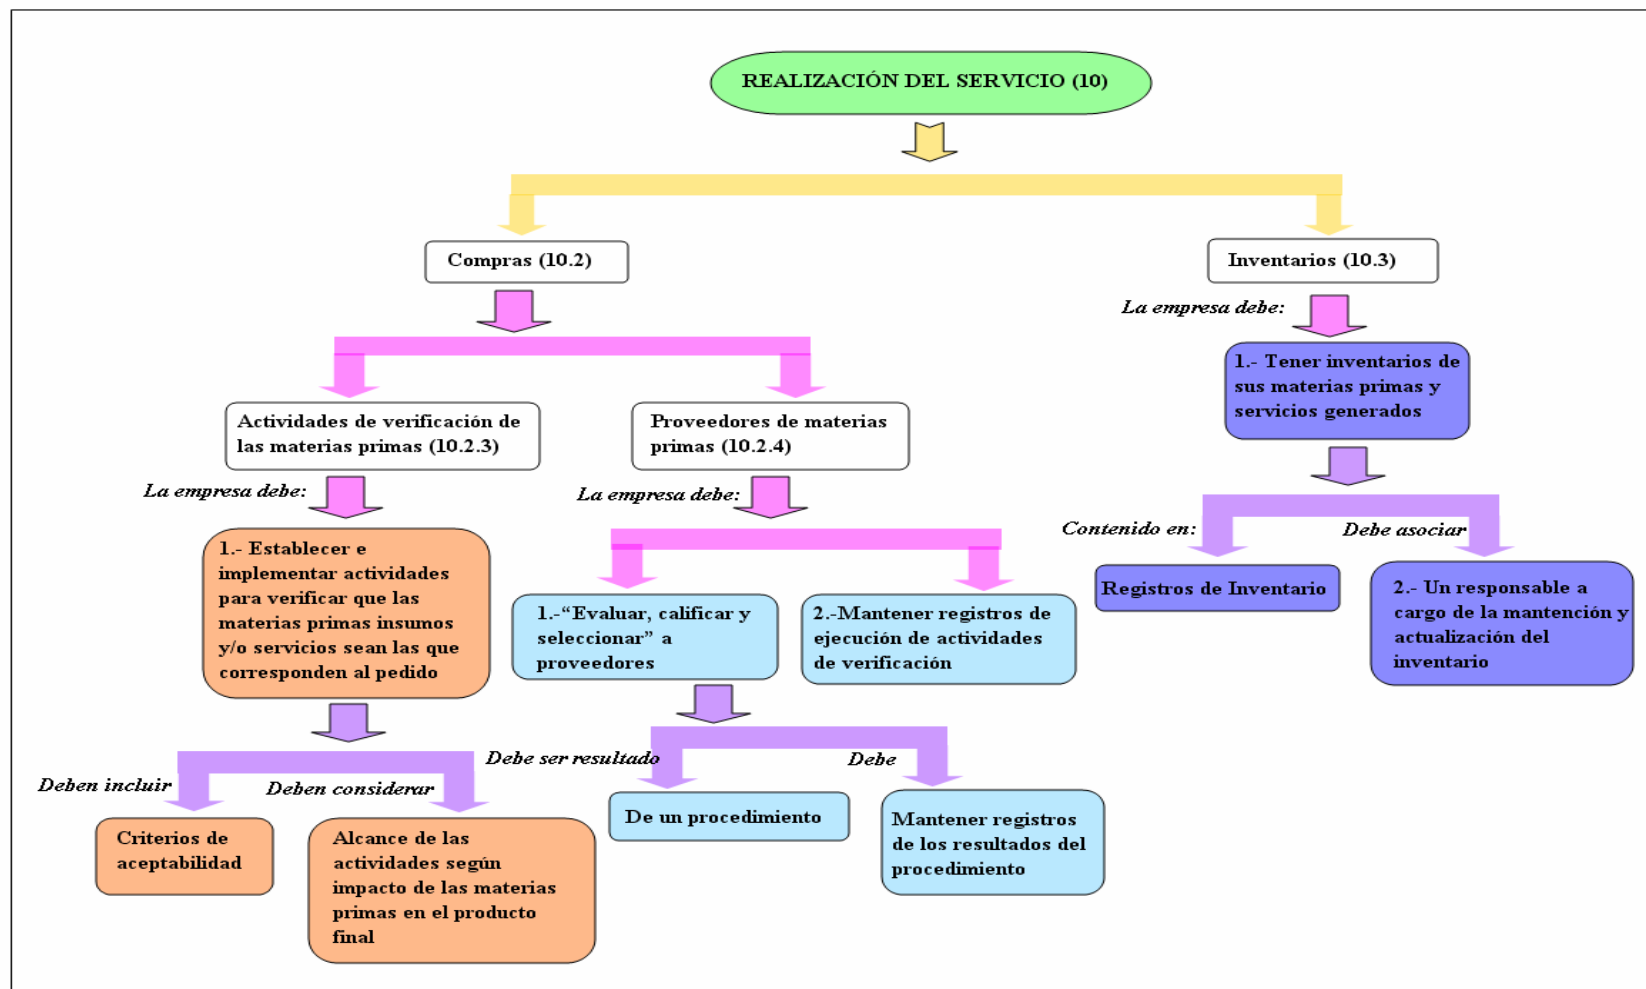 REALIZACIÓN DEL SERVICIO (10)
Compras (10.2)
Inventarios (10.3)
La empresa debe:
1.- Tener inventarios de
sus materias primas y
servicios generados
Actividades de verificación de
las materias primas (10.2.3)
Proveedores de materias
primas (10.2.4)
La empresa debe:
La empresa debe:
Contenido en:
Debe asociar
1.- Establecer e
implementar actividades
para verificar que las
materias primas insumos
y/o servicios sean las que
corresponden al pedido
1.-“Evaluar, calificar y
seleccionar” a
proveedores
2.-Mantener registros de
ejecución de actividades
de verificación
Registros de Inventario
2.- Un responsable a
cargo de la mantención y
actualización del
inventario
Deben incluir
Deben considerar
Debe ser resultado
Debe
Criterios de
aceptabilidad
Alcance de las
actividades según
impacto de las materias
primas en el producto
final
De un procedimiento
Mantener registros
de los resultados del
procedimiento